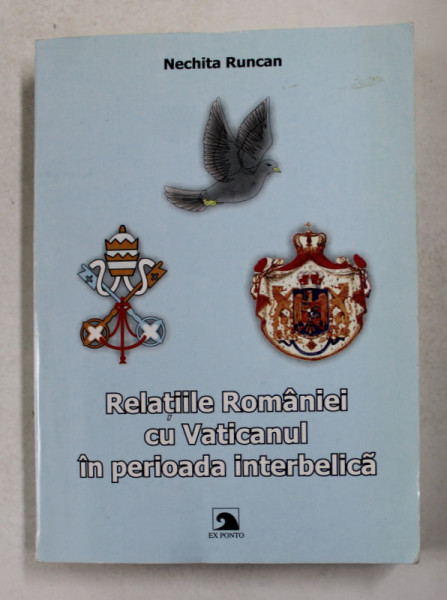 Nechita Runcan
Relațiile României
cu Vaticanul
în perioada interbelică
EX PONTO